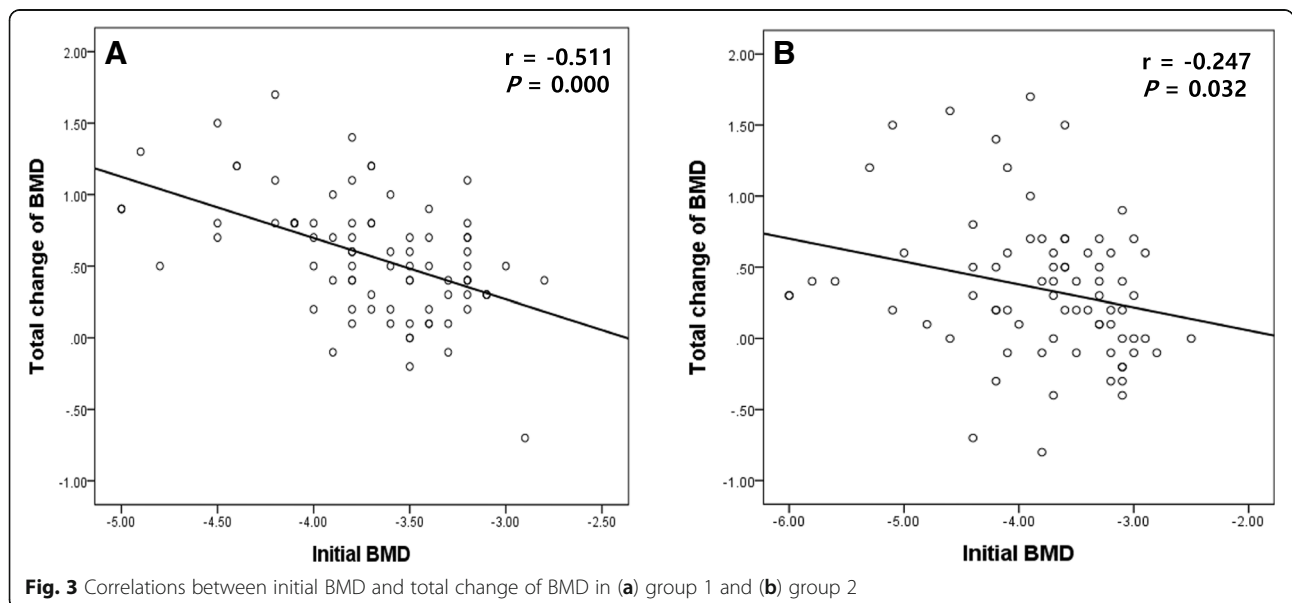 A
r = -0.511
P = 0.000
2.00
1.50
1.00
.50
.00
-.50
-1.00
Total change of BMD
-5.00 -4.50 -4.00 -3.50 -3.00 -2.50
Initial BMD
B
r = -0.247
P = 0.032
2.00
1.50
1.00
.50
.00
-.50
-1.00
Total change of BMD
-6.00 -5.00 -4.00 -3.00 -2.00
Initial BMD
Fig. 3 Correlations between initial BMD and total change of BMD in (a) group 1 and (b) group 2